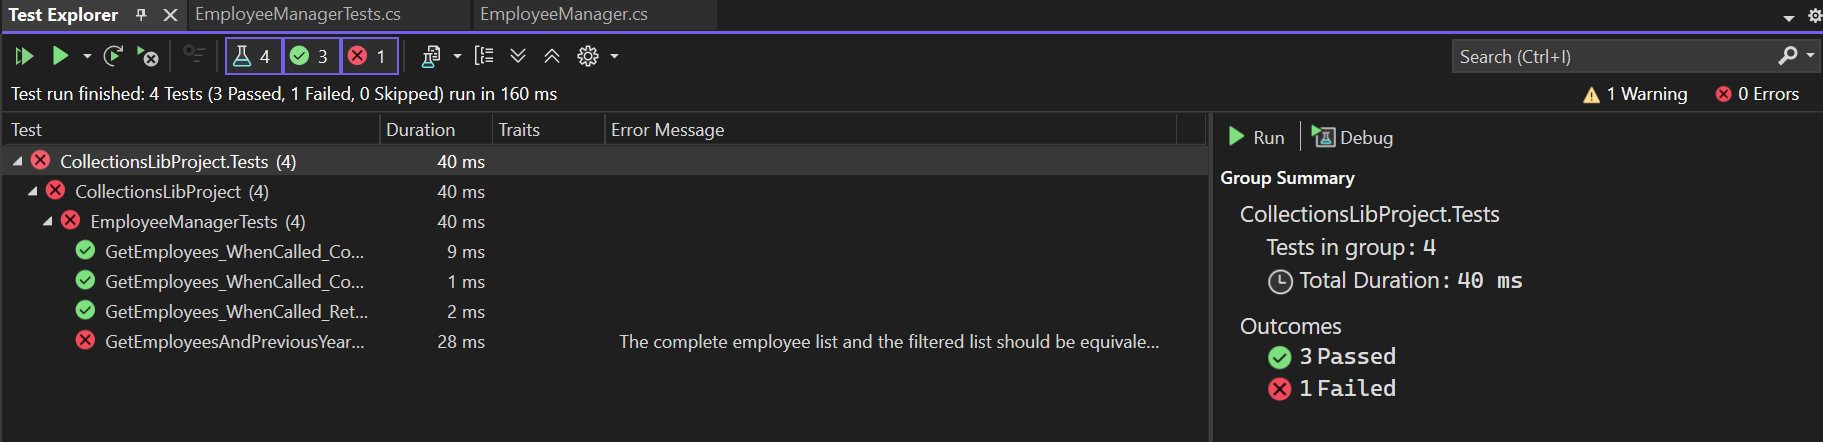 Test Explorer EmployeeManagerTests.cs EmployeeManager.cs
4 3 1 Search (Ctrl+I)
Test run finished: 4 Tests (3 Passed, 1 Failed, 0 Skipped) run in 160 ms 1 Warning 0 Errors
Test Duration Traits Error Message
CollectionsLibProject.Tests (4) 40 ms
CollectionsLibProject (4) 40 ms
EmployeeManagerTests (4) 40 ms
GetEmployees_WhenCalled_Co... 9 ms
GetEmployees_WhenCalled_Co... 1 ms
GetEmployees_WhenCalled_Ret... 2 ms
GetEmployeesAndPreviousYear... 28 ms The complete employee list and the filtered list should be equivale...
Run Debug
Group Summary
CollectionsLibProject.Tests
Tests in group: 4
Total Duration: 40 ms
Outcomes
3 Passed
1 Failed